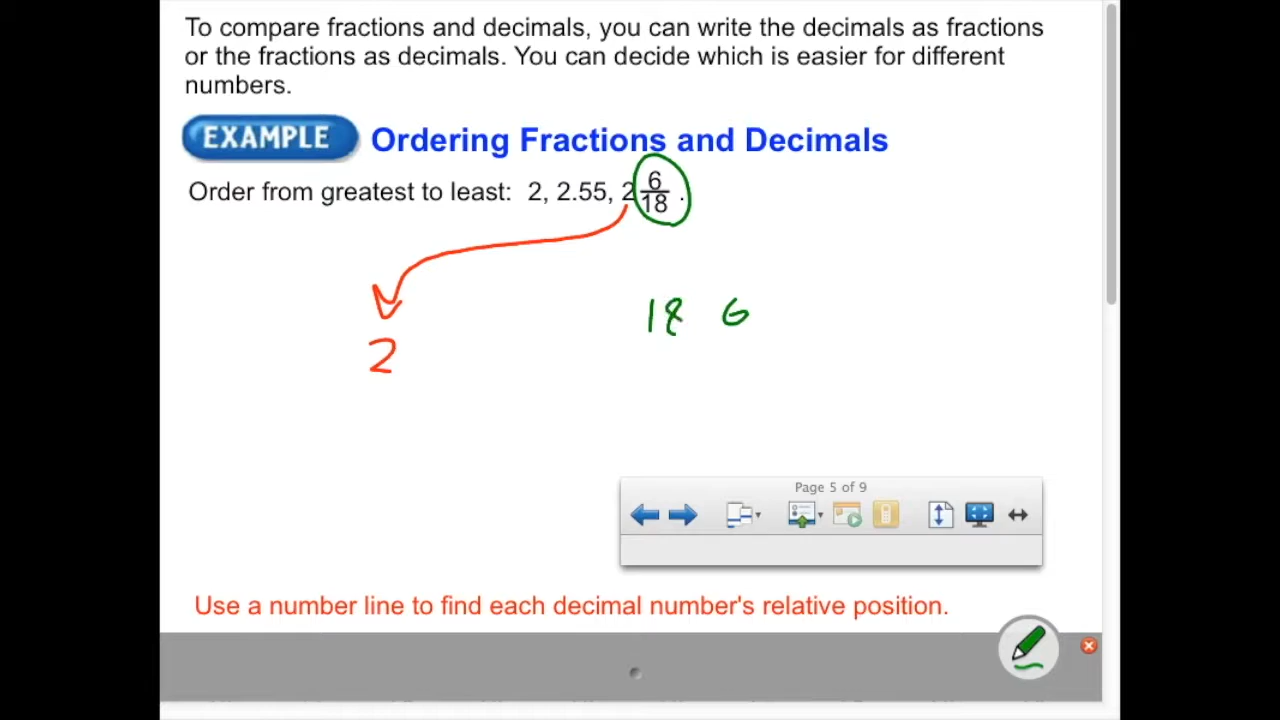 To compare fractions and decimals, you can write the decimals as fractions
or the fractions as decimals. You can decide which is easier for different
numbers.
EXAMPLE Ordering Fractions and Decimals
Order from greatest to least: 2, 2.55, 2 6/18 .
18 6
2
Page 5 of 9
Use a number line to find each decimal number's relative position.